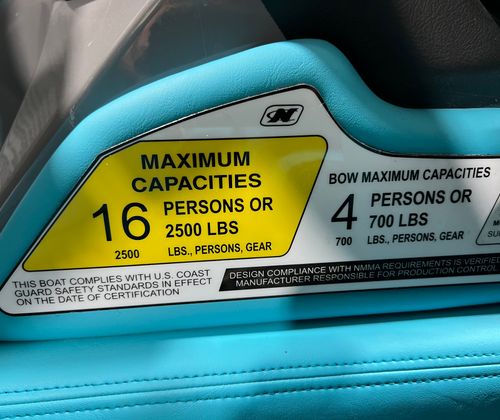 MAXIMUM
CAPACITIES
16 PERSONS OR
2500 LBS
2500 LBS., PERSONS, GEAR
BOW MAXIMUM CAPACITIES
4 PERSONS OR
700 LBS
700 LBS., PERSONS, GEAR
THIS BOAT COMPLIES WITH U.S. COAST
GUARD SAFETY STANDARDS IN EFFECT
ON THE DATE OF CERTIFICATION
DESIGN COMPLIANCE WITH NMMA REQUIREMENTS IS VERIFIED
MANUFACTURER RESPONSIBLE FOR PRODUCTION CONTROL